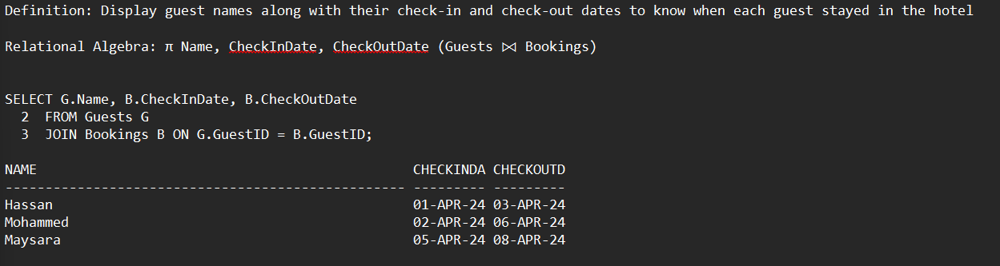 Definition: Display guest names along with their check-in and check-out dates to know when each guest stayed in the hotel
Relational Algebra: π Name, CheckInDate, CheckOutDate (Guests ⋈ Bookings)
SELECT G.Name, B.CheckInDate, B.CheckOutDate
  2  FROM Guests G
  3  JOIN Bookings B ON G.GuestID = B.GuestID;
NAME                                               CHECKINDA CHECKOUTD
-------------------------------------------------- --------- ---------
Hassan                                             01-APR-24 03-APR-24
Mohammed                                           02-APR-24 06-APR-24
Maysara                                            05-APR-24 08-APR-24